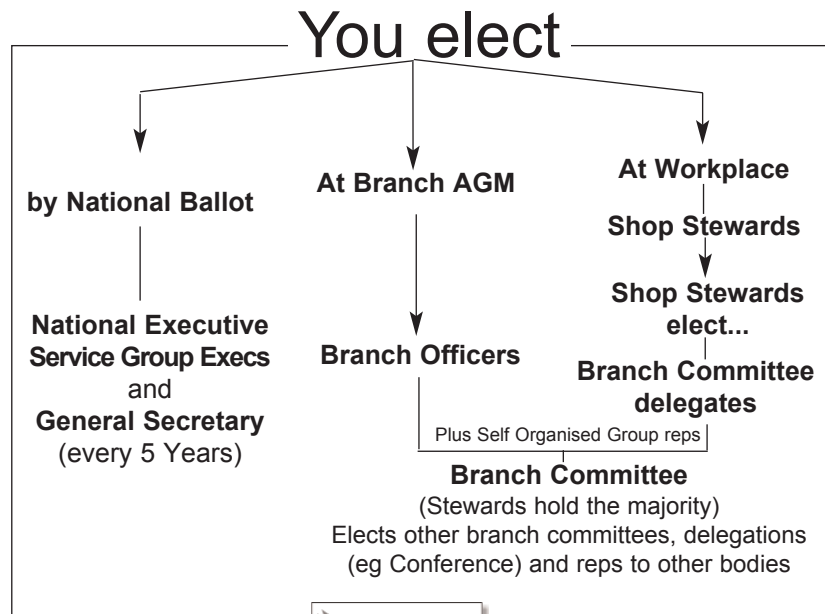 You elect
by National Ballot
National Executive
Service Group Execs
and
General Secretary
(every 5 Years)
At Branch AGM
Branch Officers
At Workplace
Shop Stewards
Shop Stewards
elect...
Branch Committee
delegates
Plus Self Organised Group reps
Branch Committee
(Stewards hold the majority)
Elects other branch committees, delegations
(eg Conference) and reps to other bodies